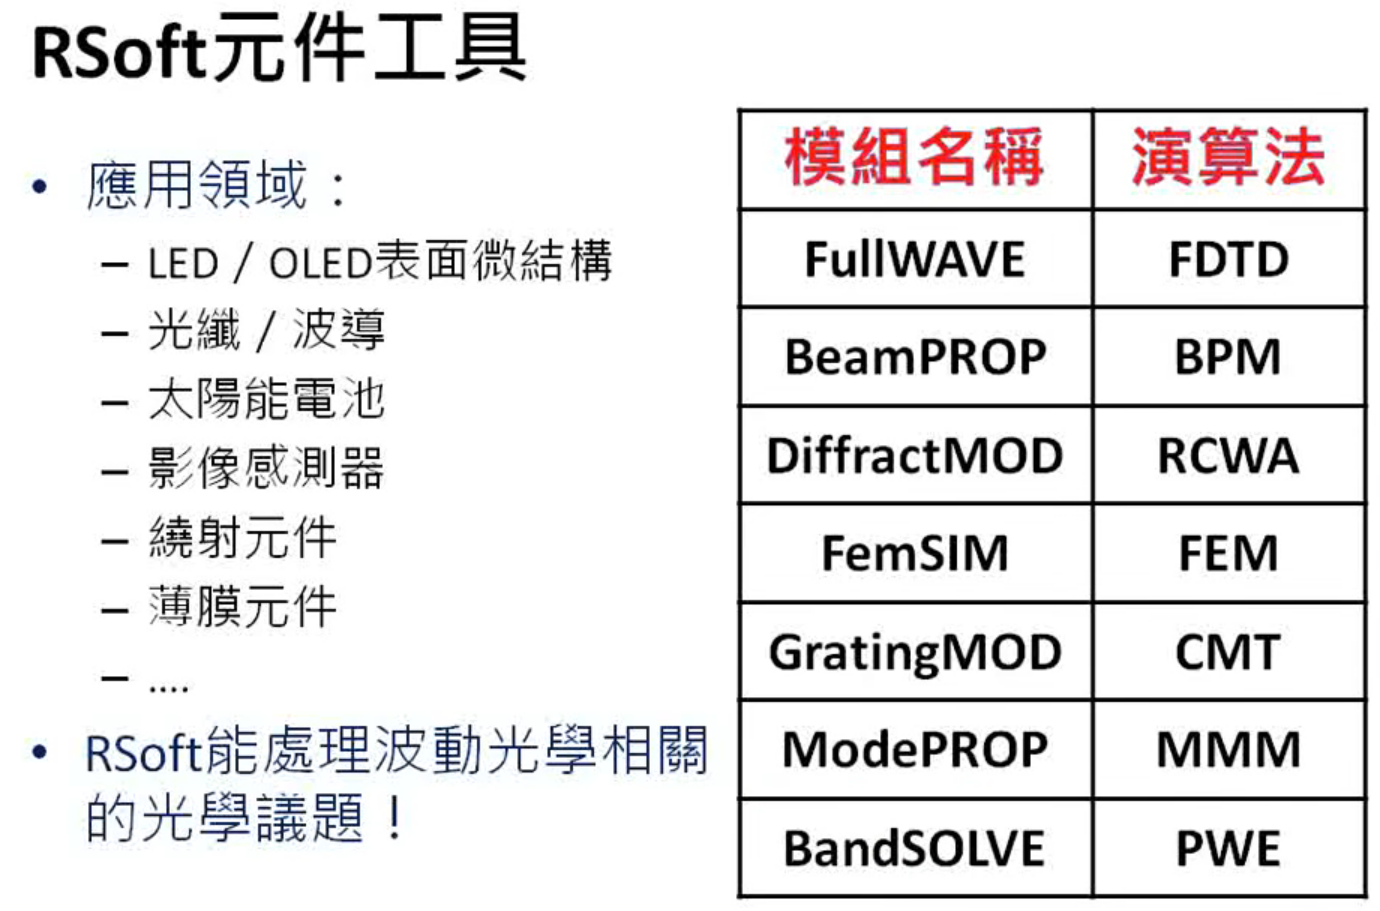 RSoft元件工具
• 應用領域：
– LED / OLED表面微結構
– 光纖 / 波導
– 太陽能電池
– 影像感測器
– 繞射元件
– 薄膜元件
– ....
• RSoft能處理波動光學相關
的光學議題！
模組名稱 演算法
FullWAVE FDTD
BeamPROP BPM
DiffractMOD RCWA
FemSIM FEM
GratingMOD CMT
ModePROP MMM
BandSOLVE PWE